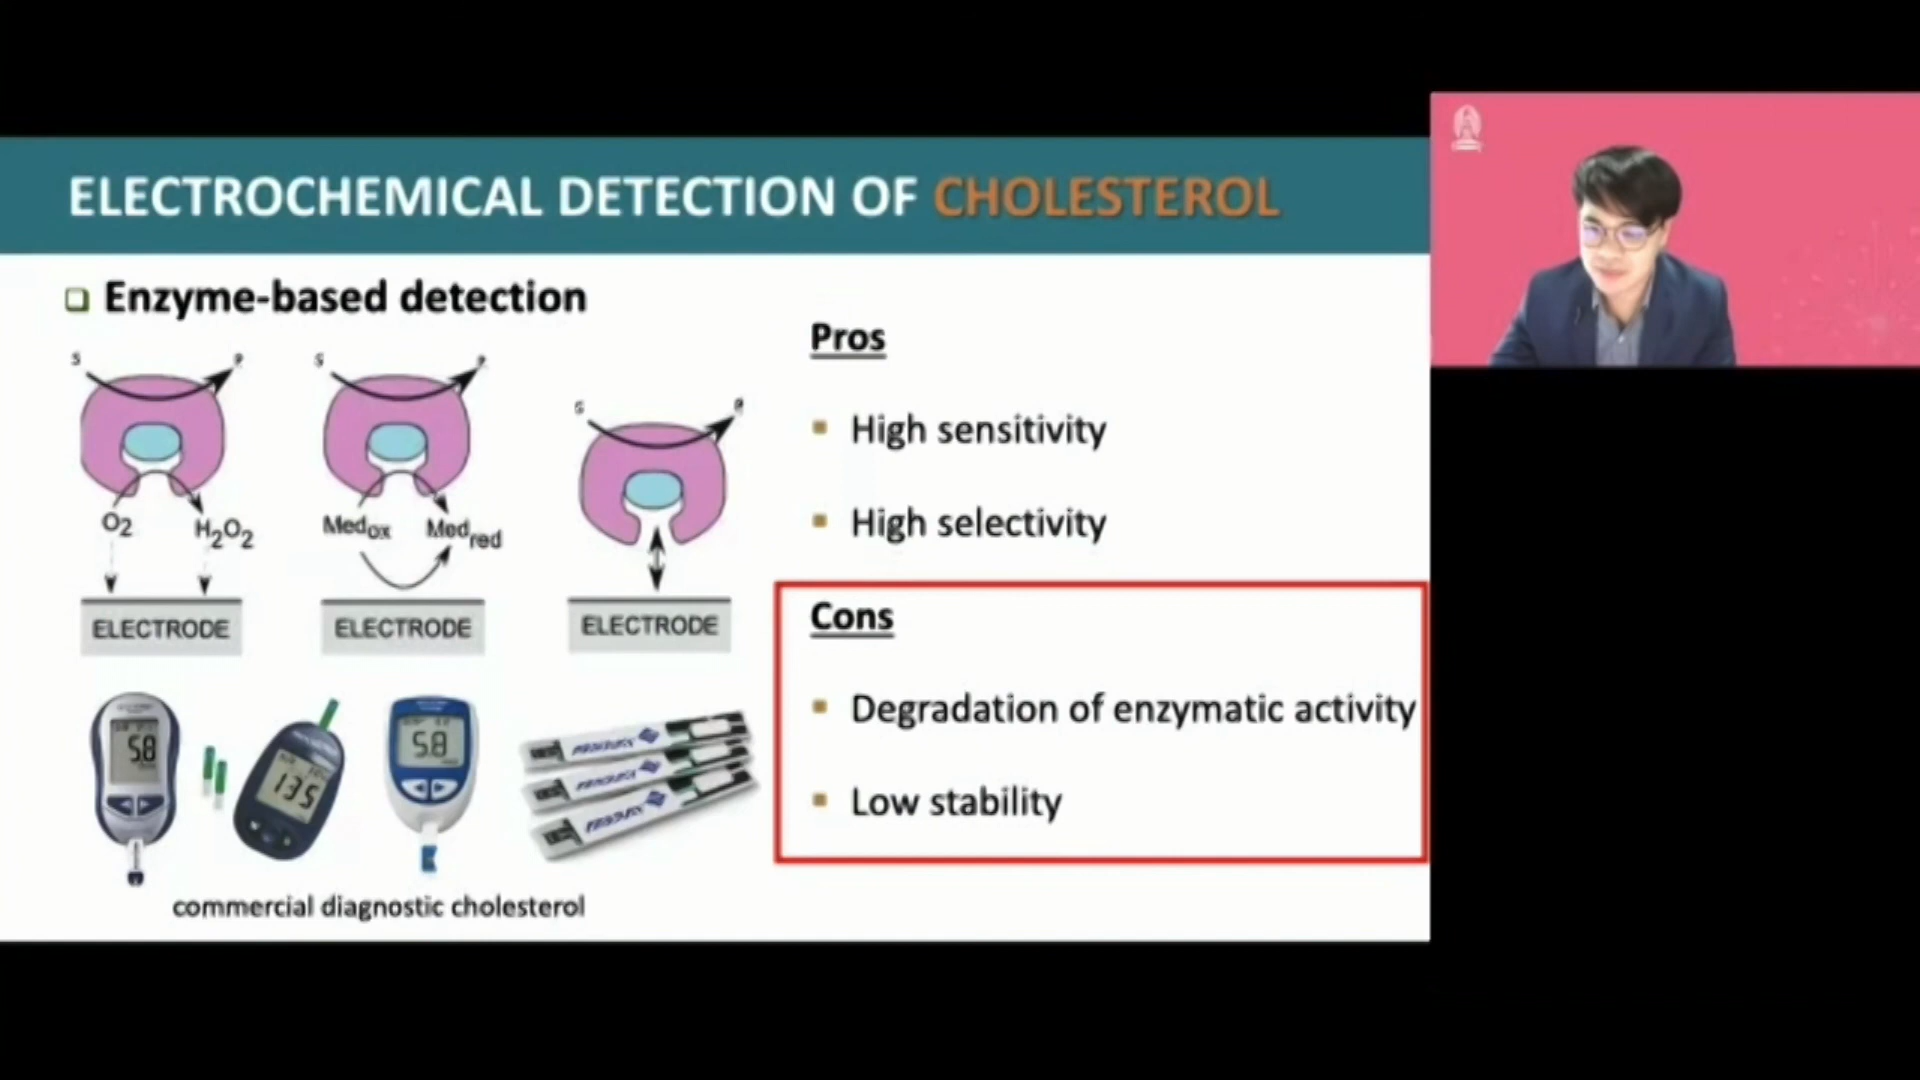 ELECTROCHEMICAL DETECTION OF CHOLESTEROL
Enzyme-based detection
S P
S P
S P
O2 H2O2
Medox Medred
ELECTRODE
ELECTRODE
ELECTRODE
5.8
135
5.8
commercial diagnostic cholesterol
Pros
High sensitivity
High selectivity
Cons
Degradation of enzymatic activity
Low stability